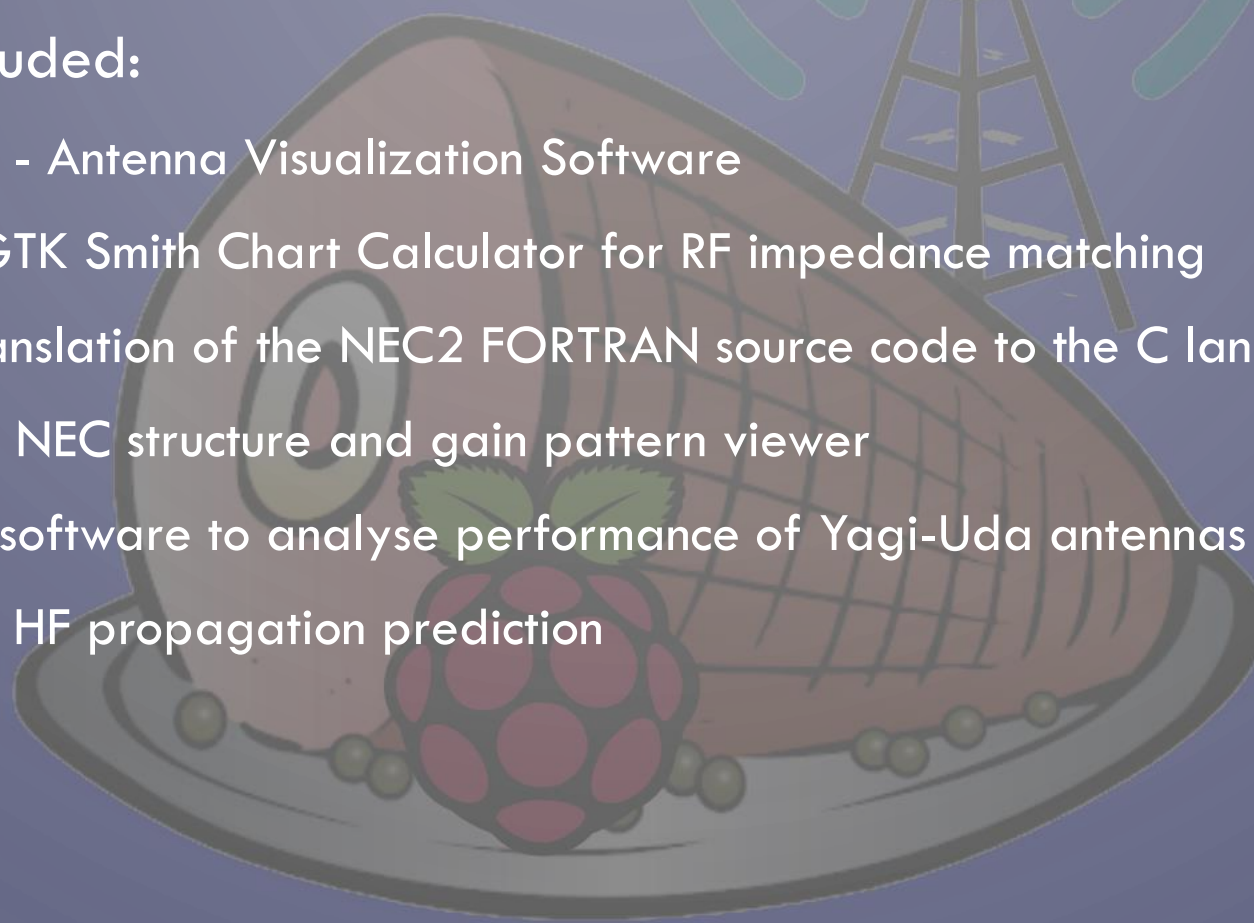 uded:
- Antenna Visualization Software
GTK Smith Chart Calculator for RF impedance matching
anslation of the NEC2 FORTRAN source code to the C lan
NEC structure and gain pattern viewer
software to analyse performance of Yagi-Uda antennas
HF propagation prediction